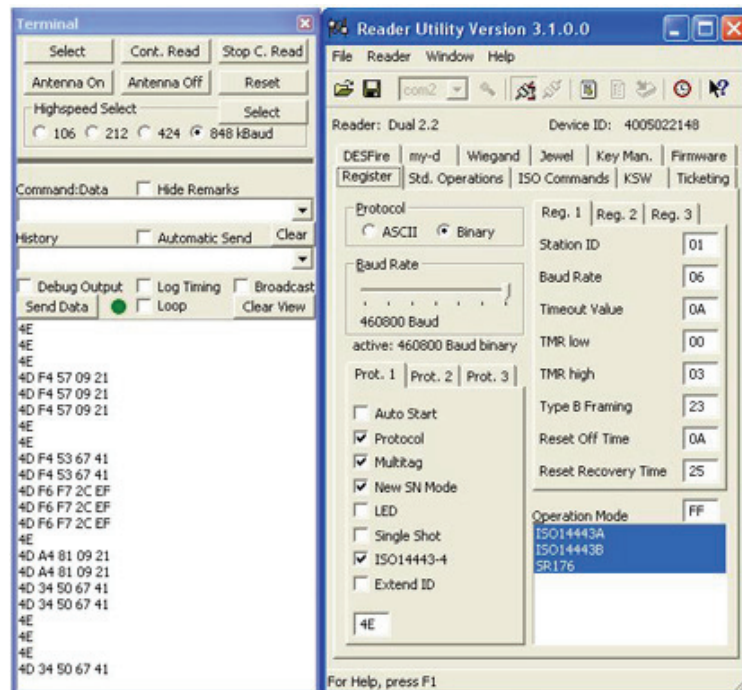 Terminal
Select Cont. Read Stop C. Read
Antenna On Antenna Off Reset
Highspeed Select Select
106 212 424 848 kBaud
Command:Data Hide Remarks
History Automatic Send Clear
Debug Output Log Timing Broadcast
Send Data Loop Clear View
4E
4E
4E
4D F4 57 09 21
4D F4 57 09 21
4D F4 57 09 21
4E
4E
4D F4 53 67 41
4D F4 53 67 41
4D F6 F7 2C EF
4D F6 F7 2C EF
4D F6 F7 2C EF
4E
4D A4 81 09 21
4D A4 81 09 21
4D 34 50 67 41
4D 34 50 67 41
4E
4E
4E
4D 34 50 67 41
Reader Utility Version 3.1.0.0
File Reader Window Help
com2
Reader: Dual 2.2 Device ID: 4005022148
DESFire my-d Wiegand Jewel Key Man. Firmware
Register Std. Operations ISO Commands KSW Ticketing
Protocol
ASCII Binary
Baud Rate
460800 Baud
active: 460800 Baud binary
Prot. 1 Prot. 2 Prot. 3
Auto Start
Protocol
Multitag
New SN Mode
LED
Single Shot
ISO14443-4
Extend ID
4E
Reg. 1 Reg. 2 Reg. 3
Station ID 01
Baud Rate 06
Timeout Value 0A
TMR low 00
TMR high 03
Type B Framing 23
Reset Off Time 0A
Reset Recovery Time 25
Operation Mode FF
ISO14443A
ISO14443B
SR176
For Help, press F1